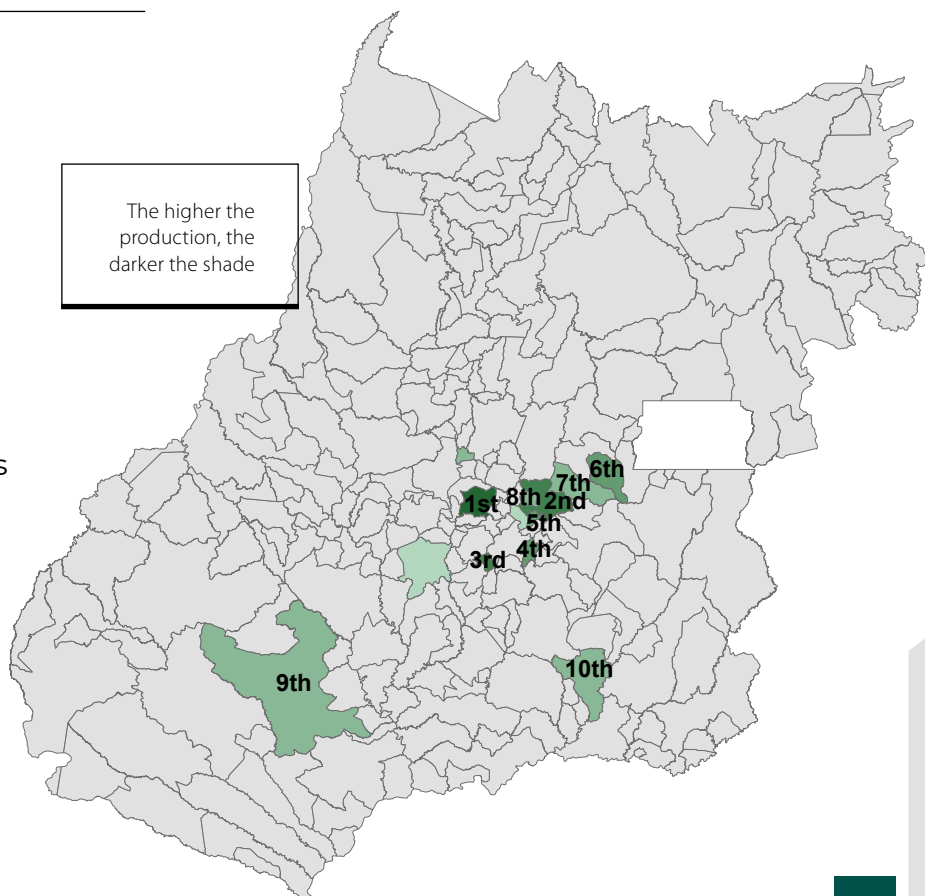 The higher the
production, the
darker the shade
s
6th
7th
8th
2nd
1st
5th
4th
3rd
9th
10th